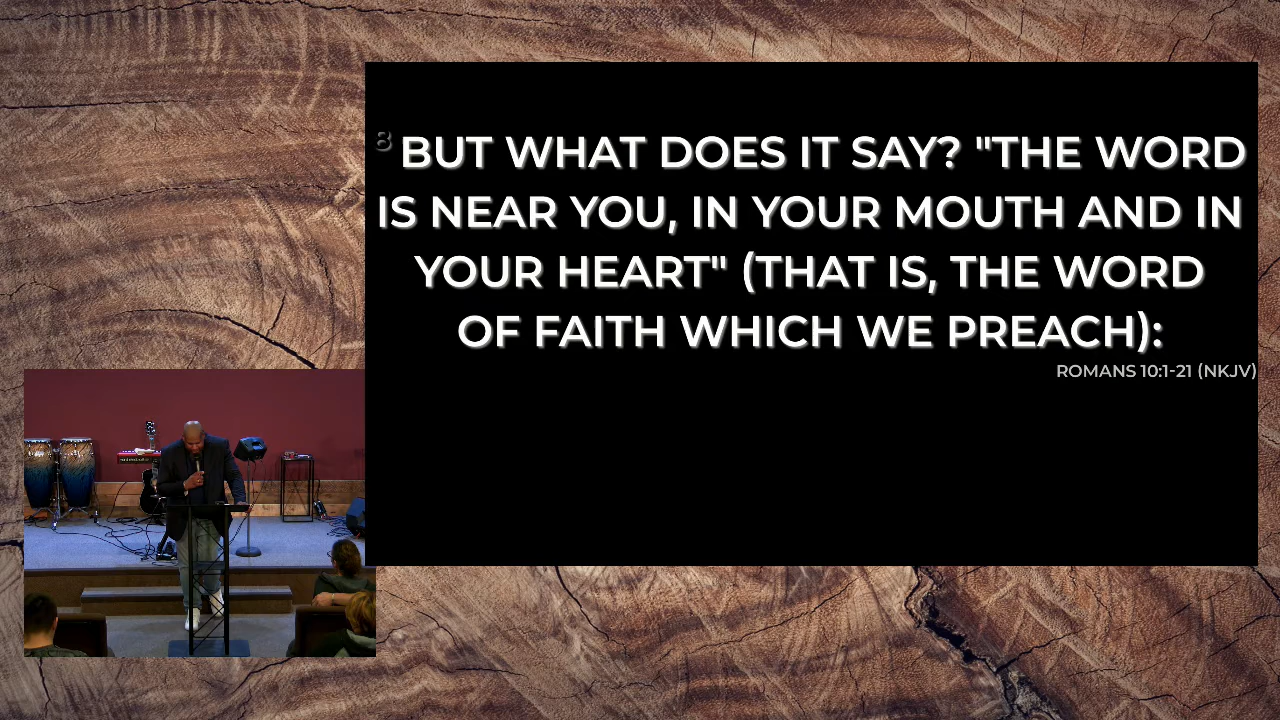 8 BUT WHAT DOES IT SAY? "THE WORD
IS NEAR YOU, IN YOUR MOUTH AND IN
YOUR HEART" (THAT IS, THE WORD
OF FAITH WHICH WE PREACH):
ROMANS 10:1-21 (NKJV)